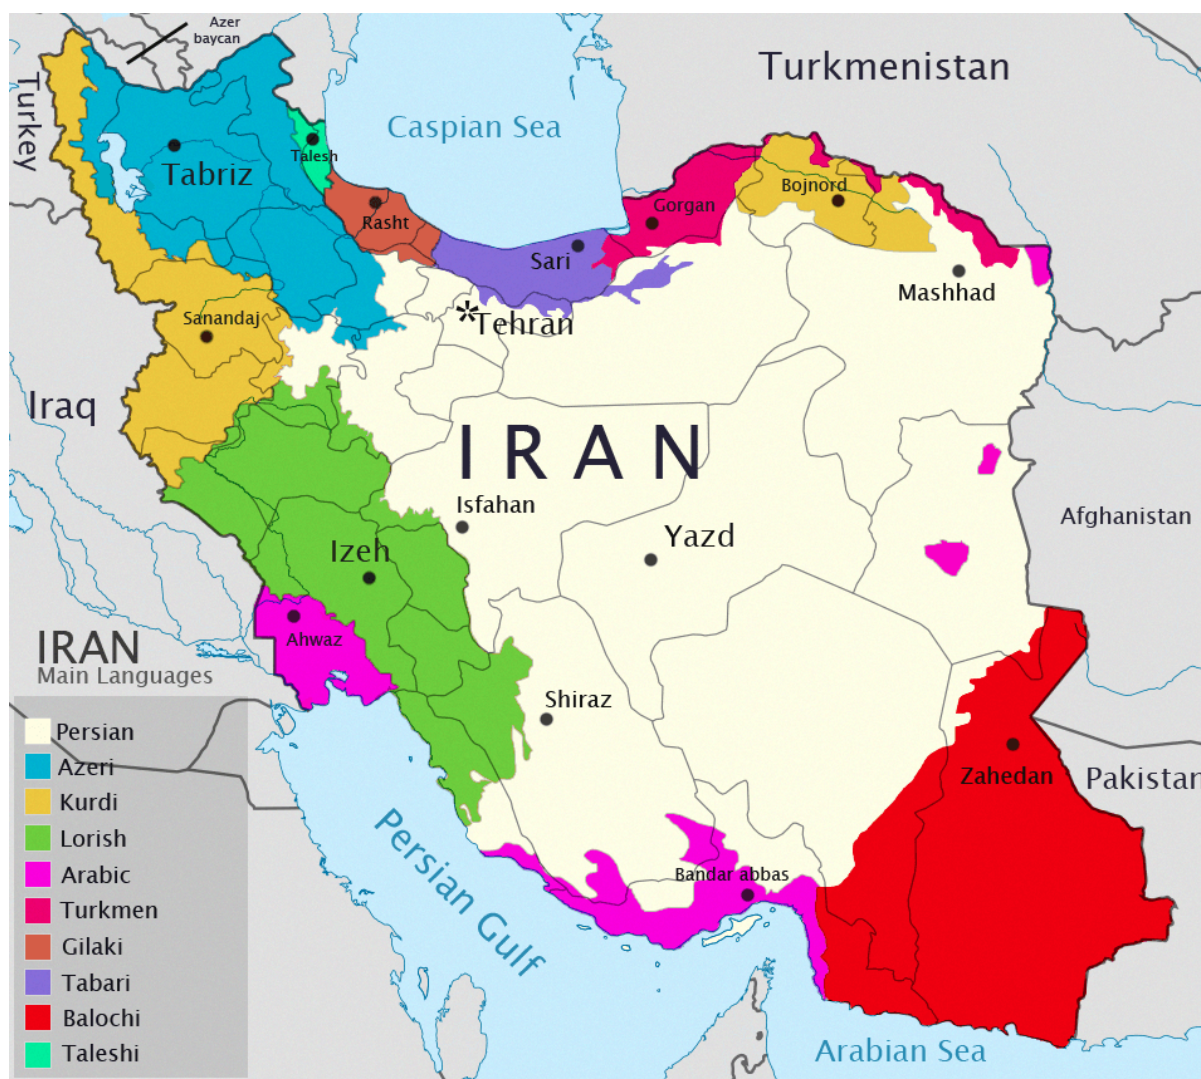 Azer
baycan
Turkmenistan
Turkey
Caspian Sea
Talesh
Tabriz
Bojnord
Gorgan
Rasht
Sari
Mashhad
Sanandaj
*Tehran
Iraq
IRAN
Isfahan
Afghanistan
Yazd
Izeh
Ahwaz
IRAN
Main Languages
Shiraz
Persian
Azeri
Kurdi
Lorish
Arabic
Turkmen
Gilaki
Tabari
Balochi
Taleshi
Zahedan
Pakistan
Persian Gulf
Bandar abbas
Arabian Sea